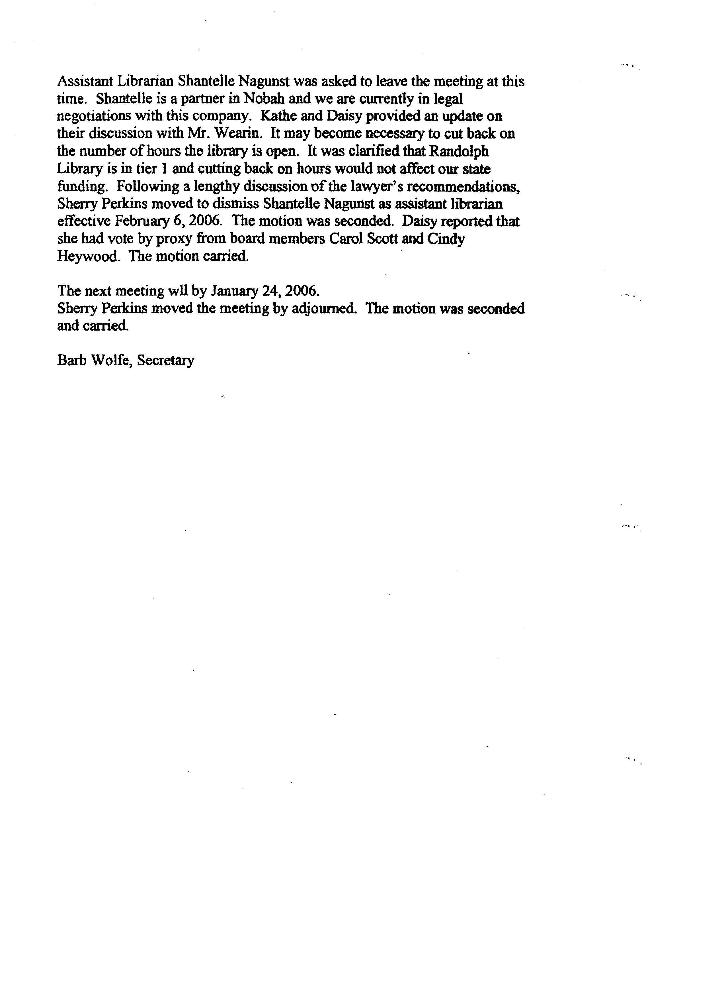 Assistant Librarian Shantelle Nagunst was asked to leave the meeting at this
time. Shantelle is a partner in Nobah and we are currently in legal
negotiations with this company. Kathe and Daisy provided an update on
their discussion with Mr. Wearin. It may become necessary to cut back on
the number of hours the library is open. It was clarified that Randolph
Library is in tier 1 and cutting back on hours would not affect our state
funding. Following a lengthy discussion of the lawyer's recommendations,
Sherry Perkins moved to dismiss Shantelle Nagunst as assistant librarian
effective February 6, 2006. The motion was seconded. Daisy reported that
she had vote by proxy from board members Carol Scott and Cindy
Heywood. The motion carried.
The next meeting wll by January 24, 2006.
Sherry Perkins moved the meeting by adjourned. The motion was seconded
and carried.
Barb Wolfe, Secretary